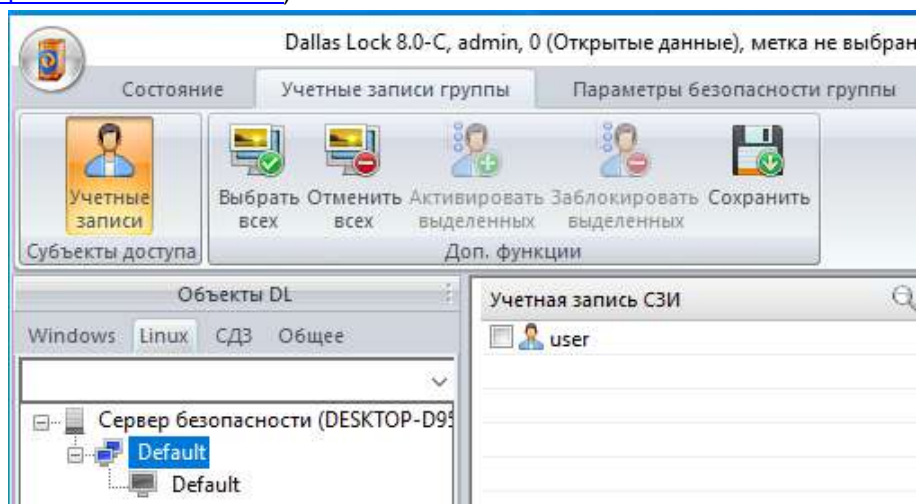 Dallas Lock 8.0-C, admin, 0 (Открытые данные), метка не выбран
Состояние Учетные записи группы Параметры безопасности группы
Учетные записи
Выбрать всех
Отменить всех
Активировать выделенных
Заблокировать выделенных
Сохранить
Субъекты доступа
Доп. функции
Объекты DL
Windows Linux СДЗ Общее
Сервер безопасности (DESKTOP-D95
Default
Default
Учетная запись СЗИ
user